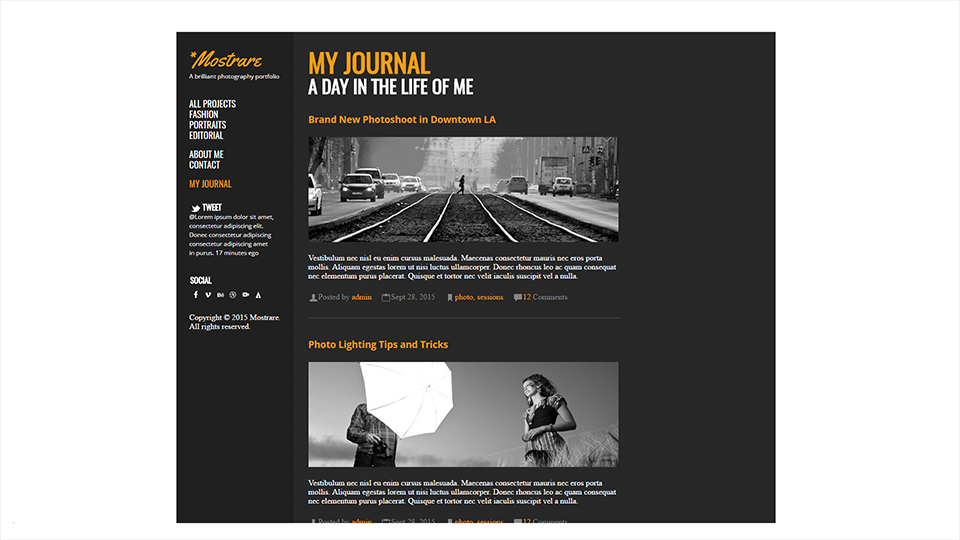 *Mostrare
A brilliant photography portfolio
ALL PROJECTS
FASHION
PORTRAITS
EDITORIAL
ABOUT ME
CONTACT
MY JOURNAL
TWEET
@Lorem ipsum dolor sit amet,
consectetur adipiscing elit.
Donec consectetur adipiscing
consectetur adipiscing amet
in purus. 17 minutes ego
SOCIAL
Copyright © 2015 Mostrare.
All rights reserved.
MY JOURNAL
A DAY IN THE LIFE OF ME
Brand New Photoshoot in Downtown LA
Vestibulum nec nisl eu enim cursus malesuada. Maecenas consectetur mauris nec eros porta
mollis. Aliquam egestas lorem ut nisi luctus ullamcorper. Donec rhoncus leo ac quam consequat
nec elementum purus placerat. Quisque et tortor nec velit iaculis suscipit vel a nulla.
Posted by admin Sept 28, 2015 photo, sessions 12 Comments
Photo Lighting Tips and Tricks
Vestibulum nec nisl eu enim cursus malesuada. Maecenas consectetur mauris nec eros porta
mollis. Aliquam egestas lorem ut nisi luctus ullamcorper. Donec rhoncus leo ac quam consequat
nec elementum purus placerat. Quisque et tortor nec velit iaculis suscipit vel a nulla.
Posted by admin Sept 28, 2015 photo, sessions 12 Comments